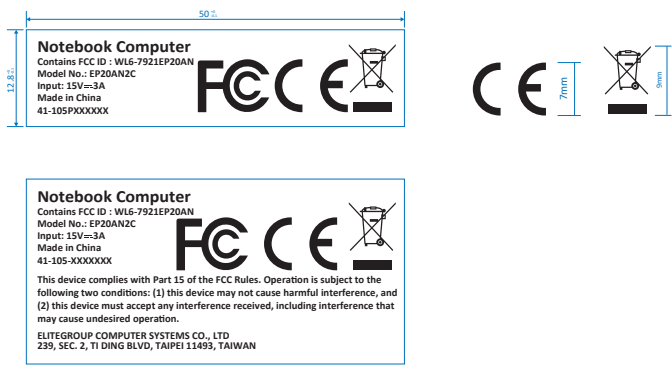 50
12.8
Notebook Computer
Contains FCC ID : WL6-7921EP20AN
Model No.: EP20AN2C
Input: 15V⎓3A
Made in China
41-105PXXXXXX
FC CE
CE
7mm
9mm
Notebook Computer
Contains FCC ID : WL6-7921EP20AN
Model No.: EP20AN2C
Input: 15V⎓3A
Made in China
41-105-XXXXXXX
FC CE
This device complies with Part 15 of the FCC Rules. Operation is subject to the
following two conditions: (1) this device may not cause harmful interference, and
(2) this device must accept any interference received, including interference that
may cause undesired operation.
ELITEGROUP COMPUTER SYSTEMS CO., LTD
239, SEC. 2, TI DING BLVD, TAIPEI 11493, TAIWAN